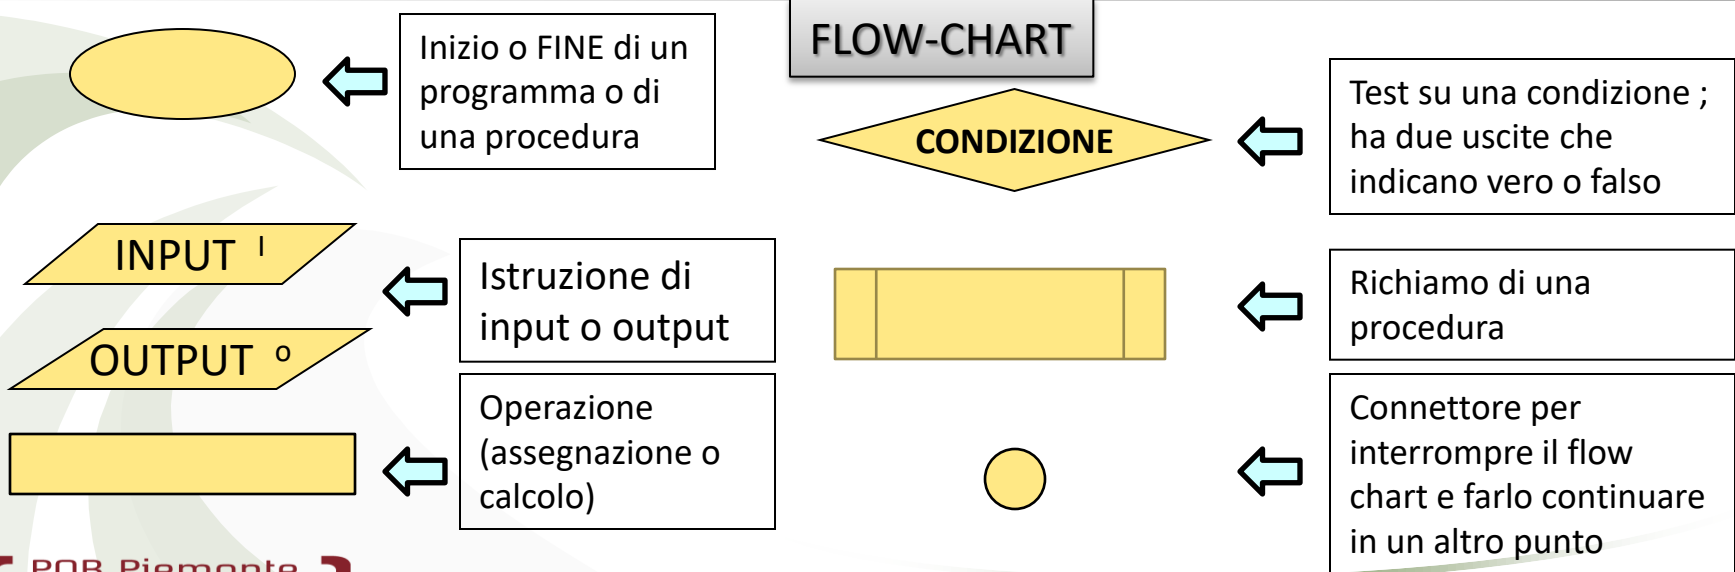 FLOW-CHART
Inizio o FINE di un
programma o di
una procedura
CONDIZIONE
Test su una condizione ;
ha due uscite che
indicano vero o falso
INPUT I
OUTPUT o
Istruzione di
input o output
Richiamo di una
procedura
Operazione
(assegnazione o
calcolo)
Connettore per
interrompre il flow
chart e farlo continuare
in un altro punto
POR Piemonte